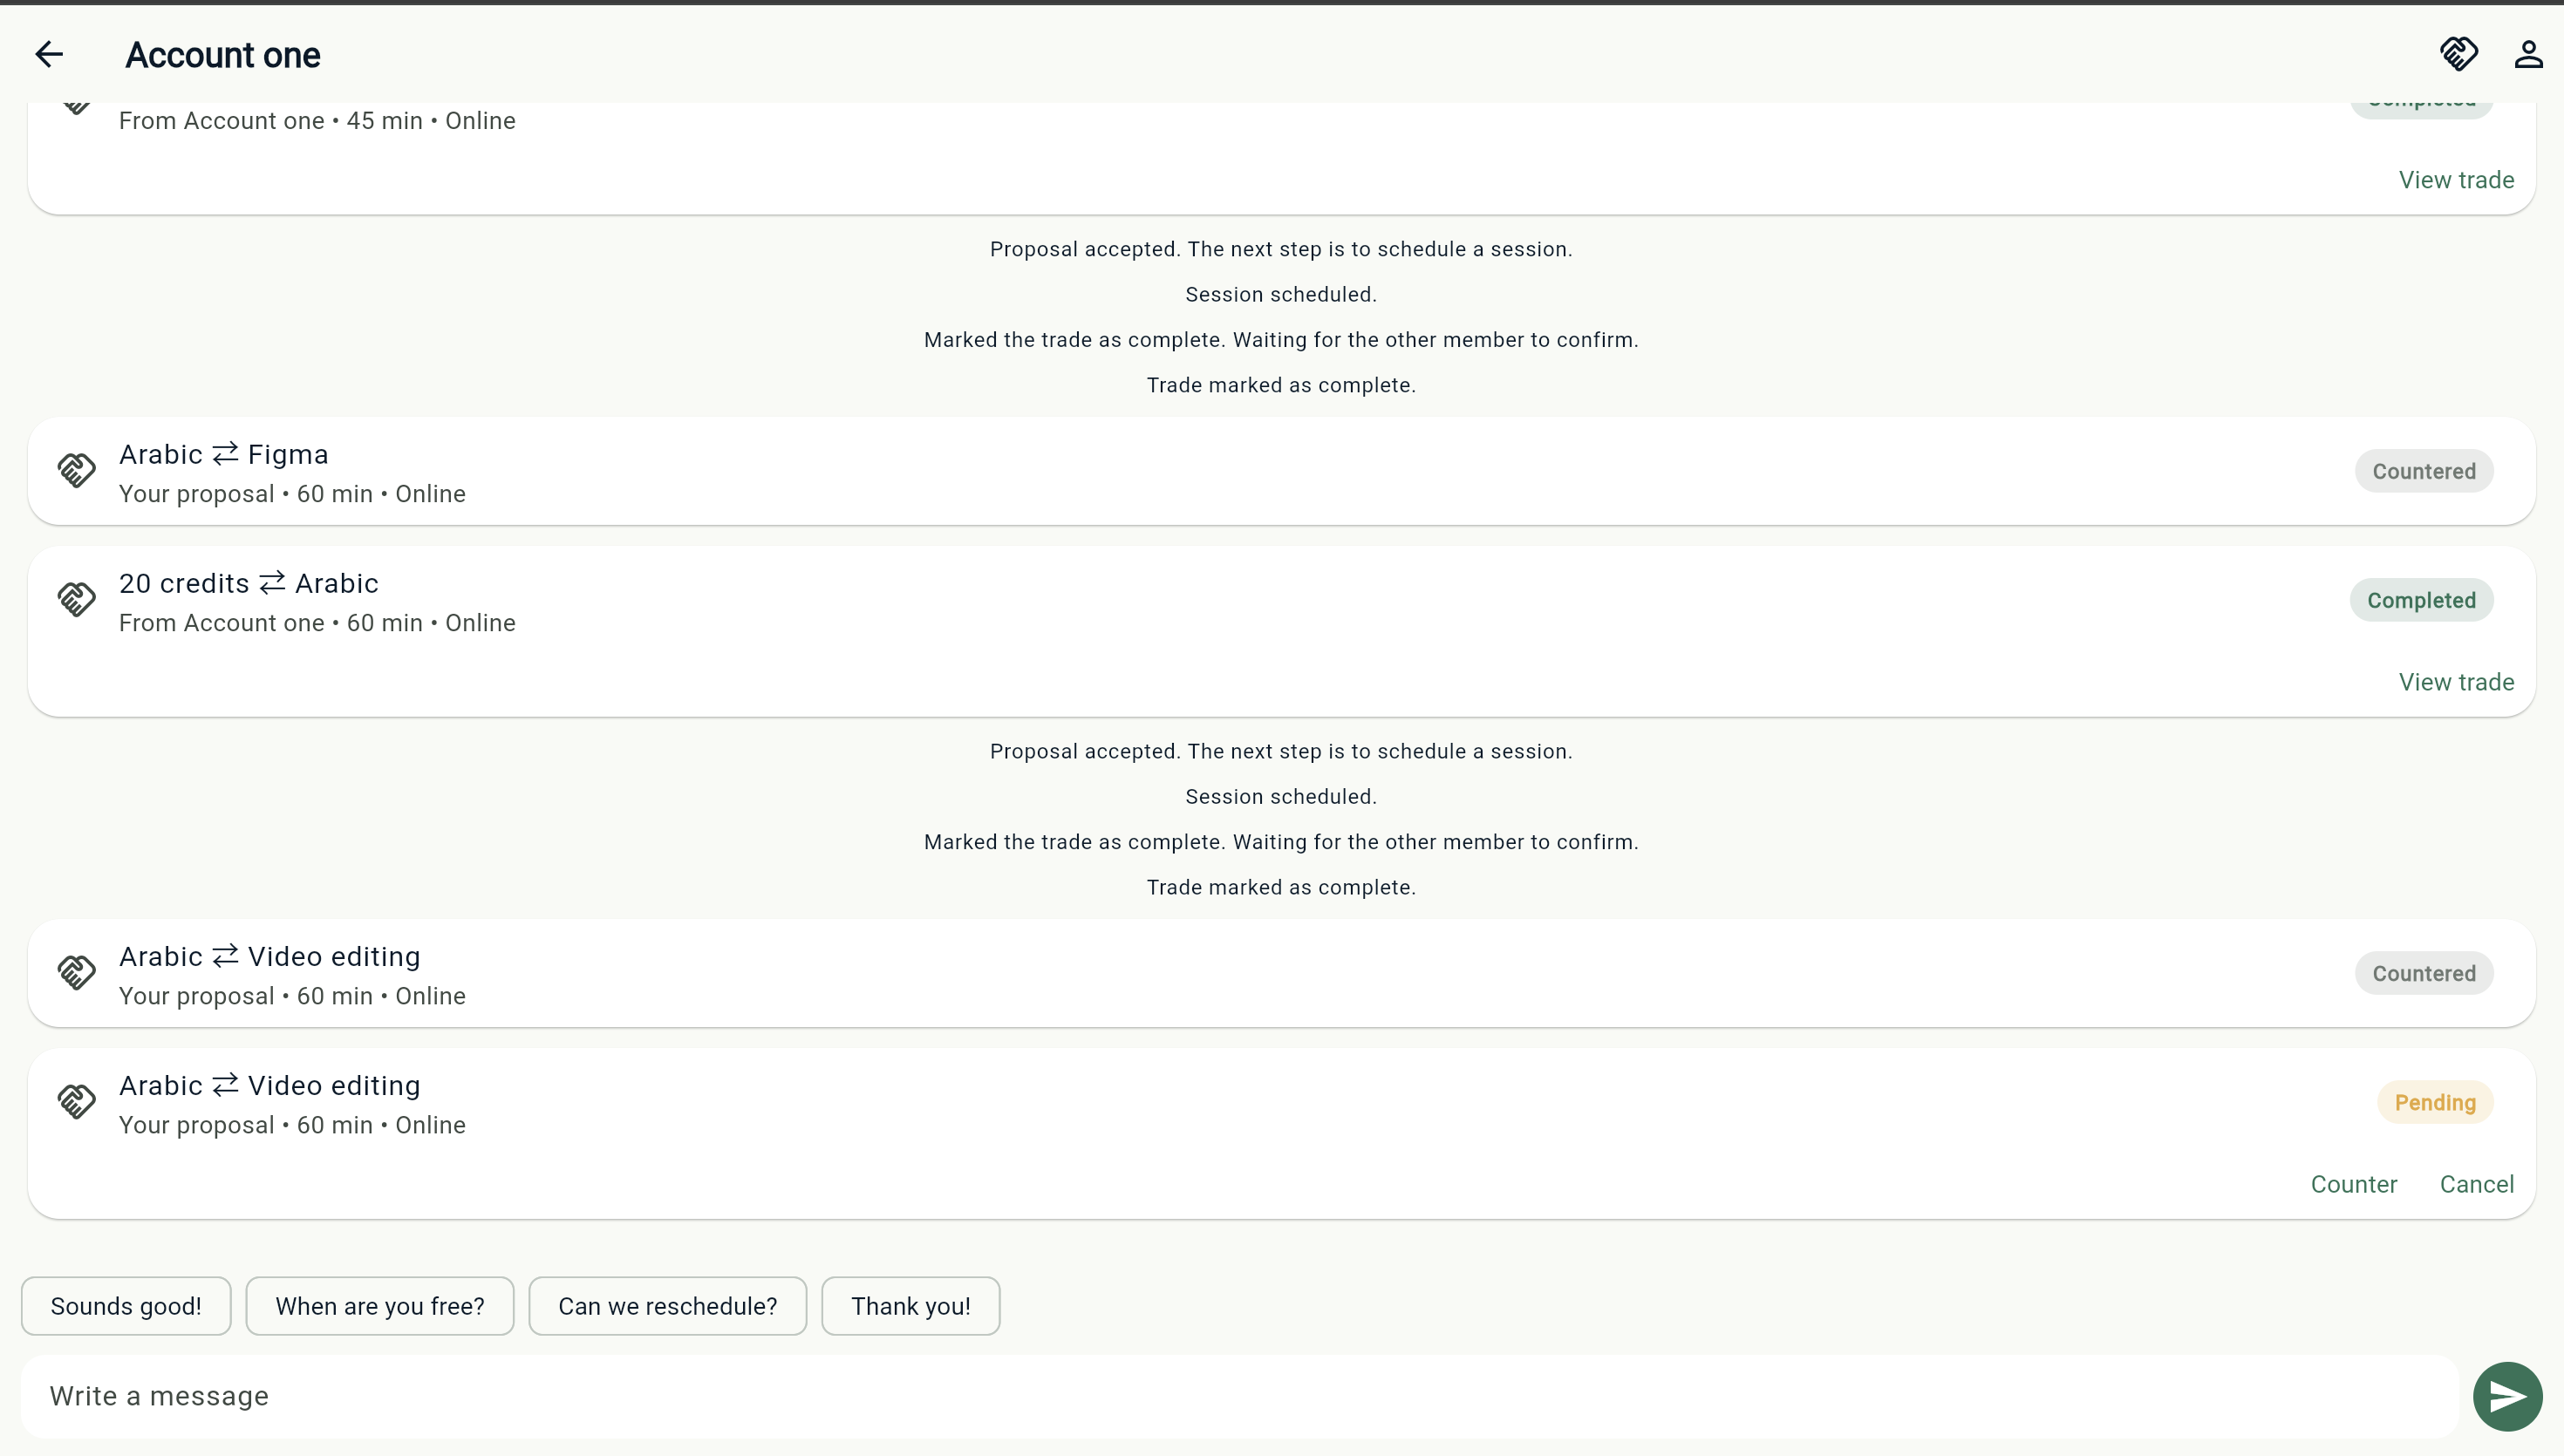 Account one
From Account one • 45 min • Online
Completed
View trade
Proposal accepted. The next step is to schedule a session.
Session scheduled.
Marked the trade as complete. Waiting for the other member to confirm.
Trade marked as complete.
Arabic ⇄ Figma
Your proposal • 60 min • Online
Countered
20 credits ⇄ Arabic
From Account one • 60 min • Online
Completed
View trade
Proposal accepted. The next step is to schedule a session.
Session scheduled.
Marked the trade as complete. Waiting for the other member to confirm.
Trade marked as complete.
Arabic ⇄ Video editing
Your proposal • 60 min • Online
Countered
Arabic ⇄ Video editing
Your proposal • 60 min • Online
Pending
Counter Cancel
Sounds good! When are you free? Can we reschedule? Thank you!
Write a message